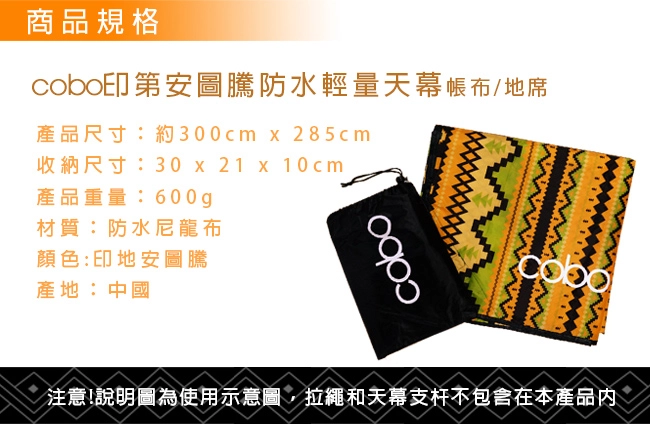 商品規格
cobo印第安圖騰防水輕量天幕帳布/地席
產品尺寸：約300cm x 285cm
收納尺寸：30 x 21 x 10cm
產品重量：600g
材質：防水尼龍布
顏色:印地安圖騰
產地：中國
cobo
cobo
注意!說明圖為使用示意圖，拉繩和天幕支杆不包含在本產品內